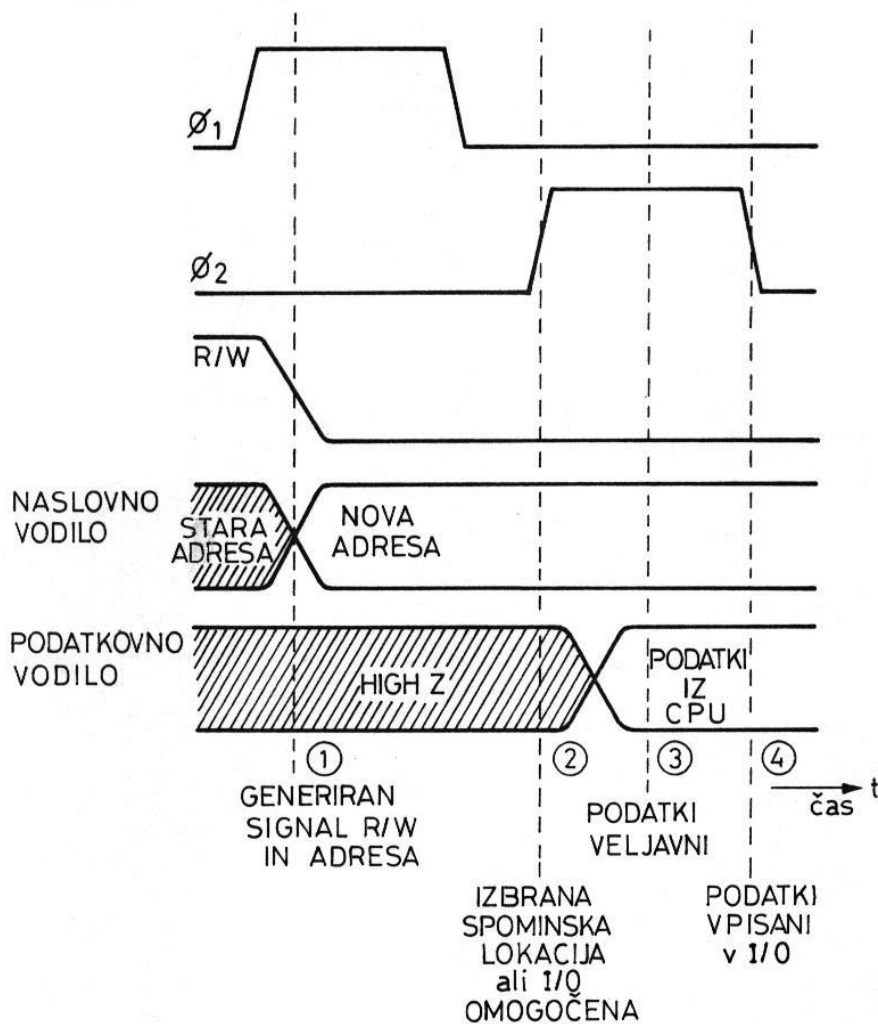 Ø1
Ø2
R/W
NASLOVNO
VODILO
STARA
ADRESA
NOVA
ADRESA
PODATKOVNO
VODILO
HIGH Z
PODATKI
IZ
CPU
①
②
③
④
t
čas
GENERIRAN
SIGNAL R/W
IN ADRESA
PODATKI
VELJAVNI
IZBRANA
SPOMINSKA
LOKACIJA
ali I/O
OMOGOČENA
PODATKI
VPISANI
v I/O